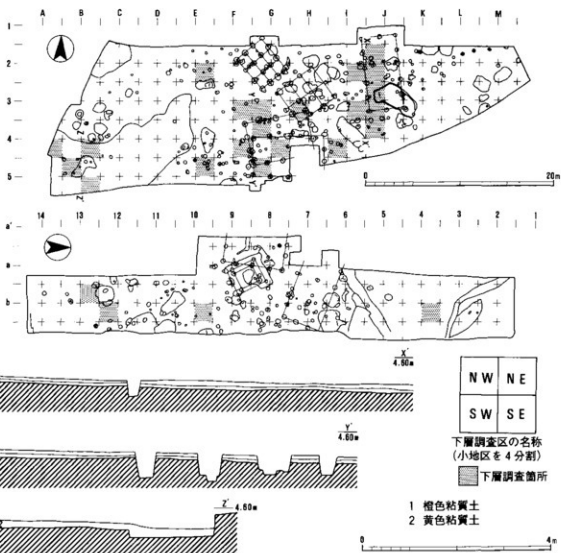 A B C D E F G H I J K L M
1
2
3
4
5
X
X'
Z
Z'
Y'
0 20m
14 13 12 11 10 9 8 7 6 5 4 3 2 1
a'
a
b
X'
4.60m
Y'
4.60m
Z' 4.60m
NW NE
SW SE
下層調査区の名称
(小地区を4分割)
下層調査箇所
1 橙色粘質土
2 黄色粘質土
0 4m